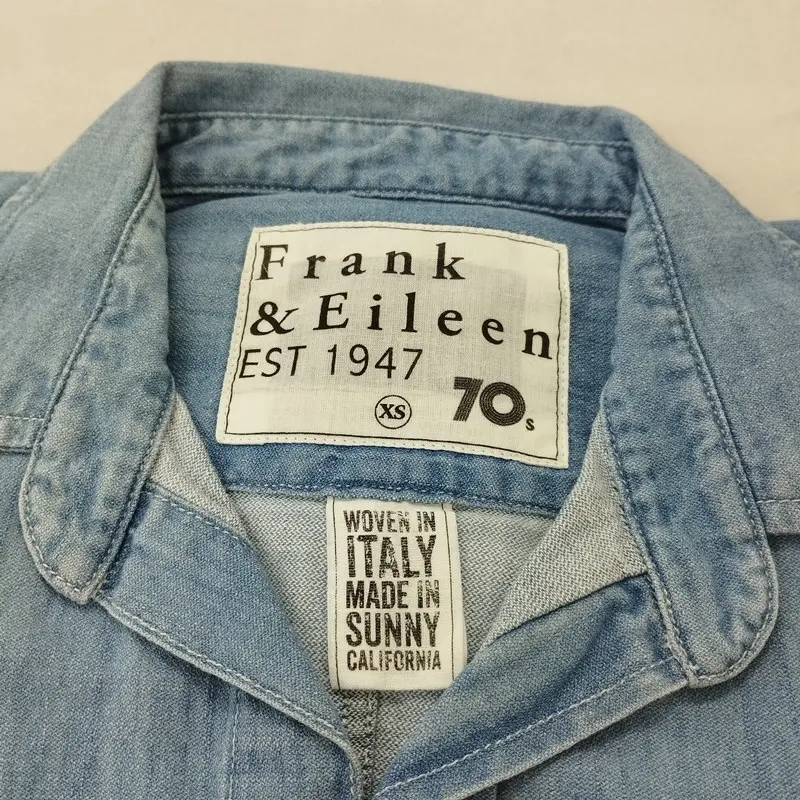 Frank
& Eileen
EST 1947
XS 70s
WOVEN IN
ITALY
MADE IN
SUNNY
CALIFORNIA